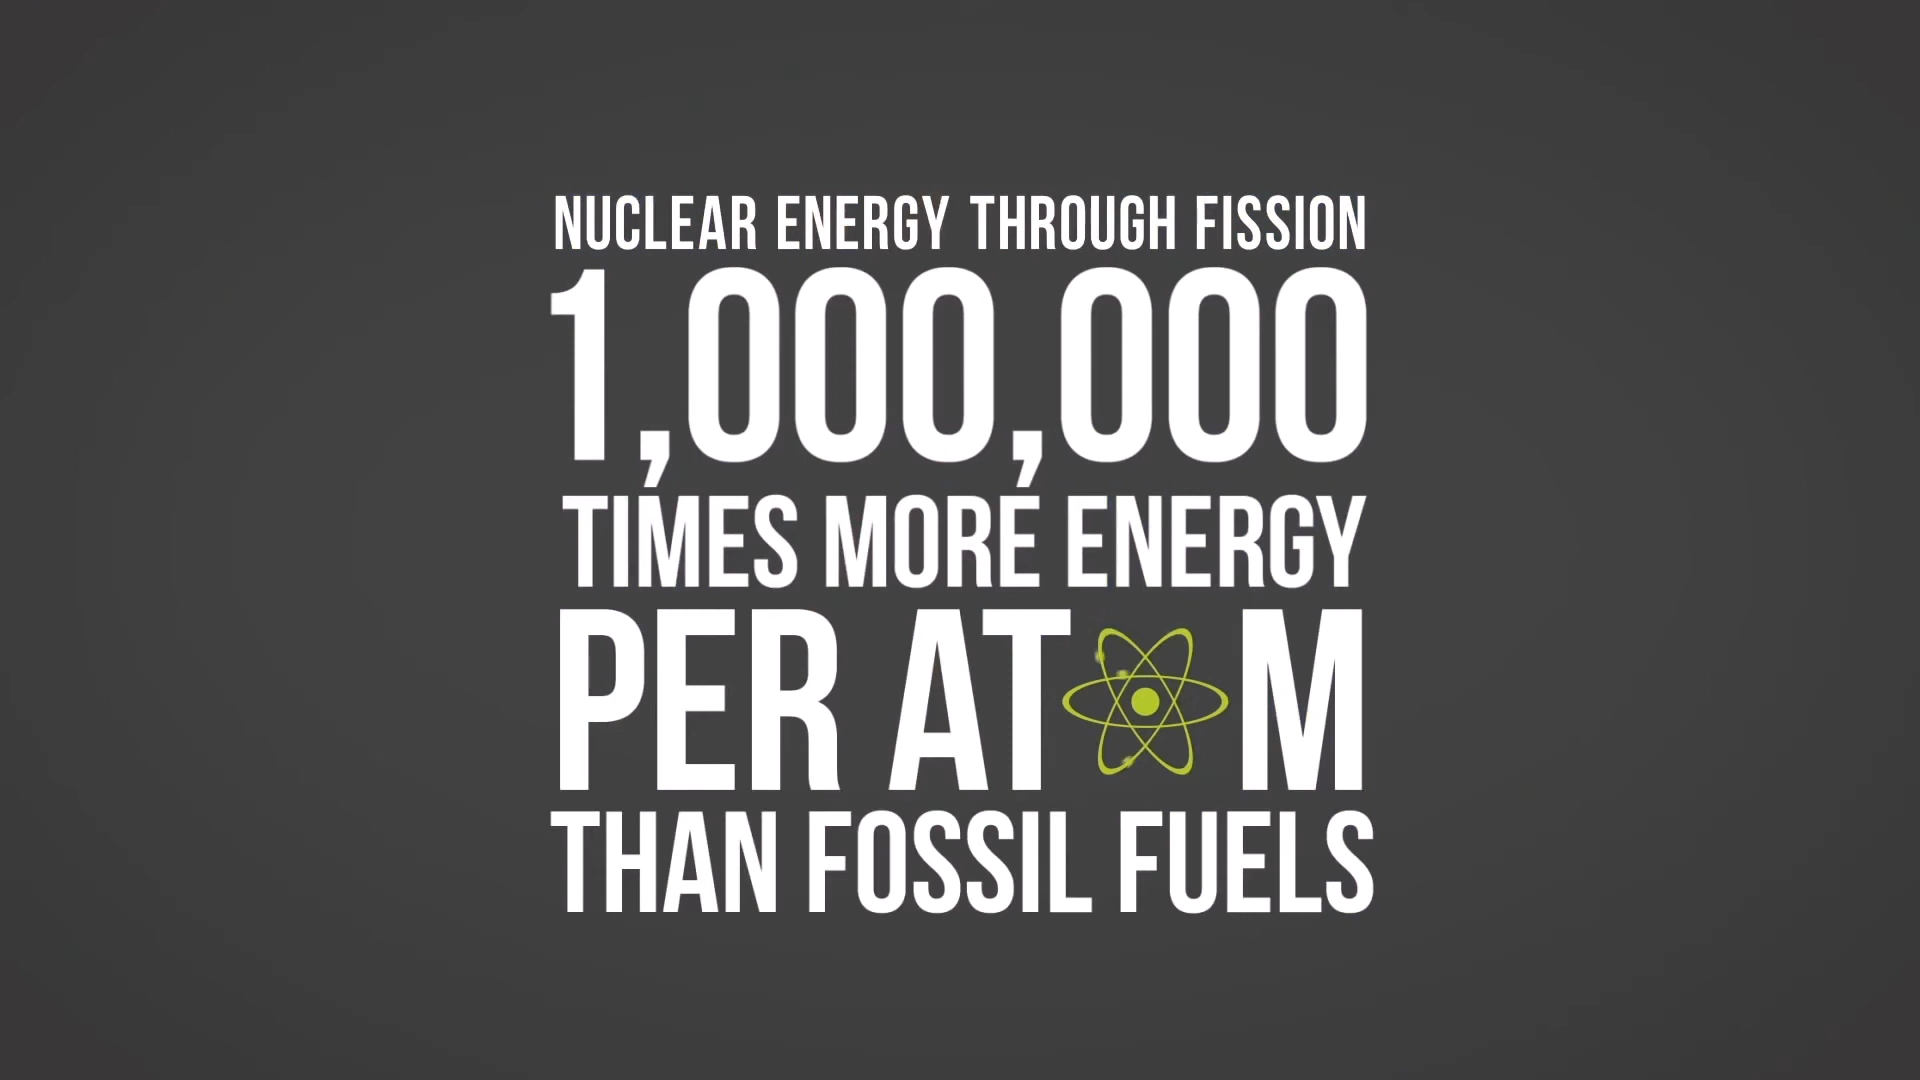 NUCLEAR ENERGY THROUGH FISSION
1,000,000
TIMES MORE ENERGY
PER ATOM
THAN FOSSIL FUELS